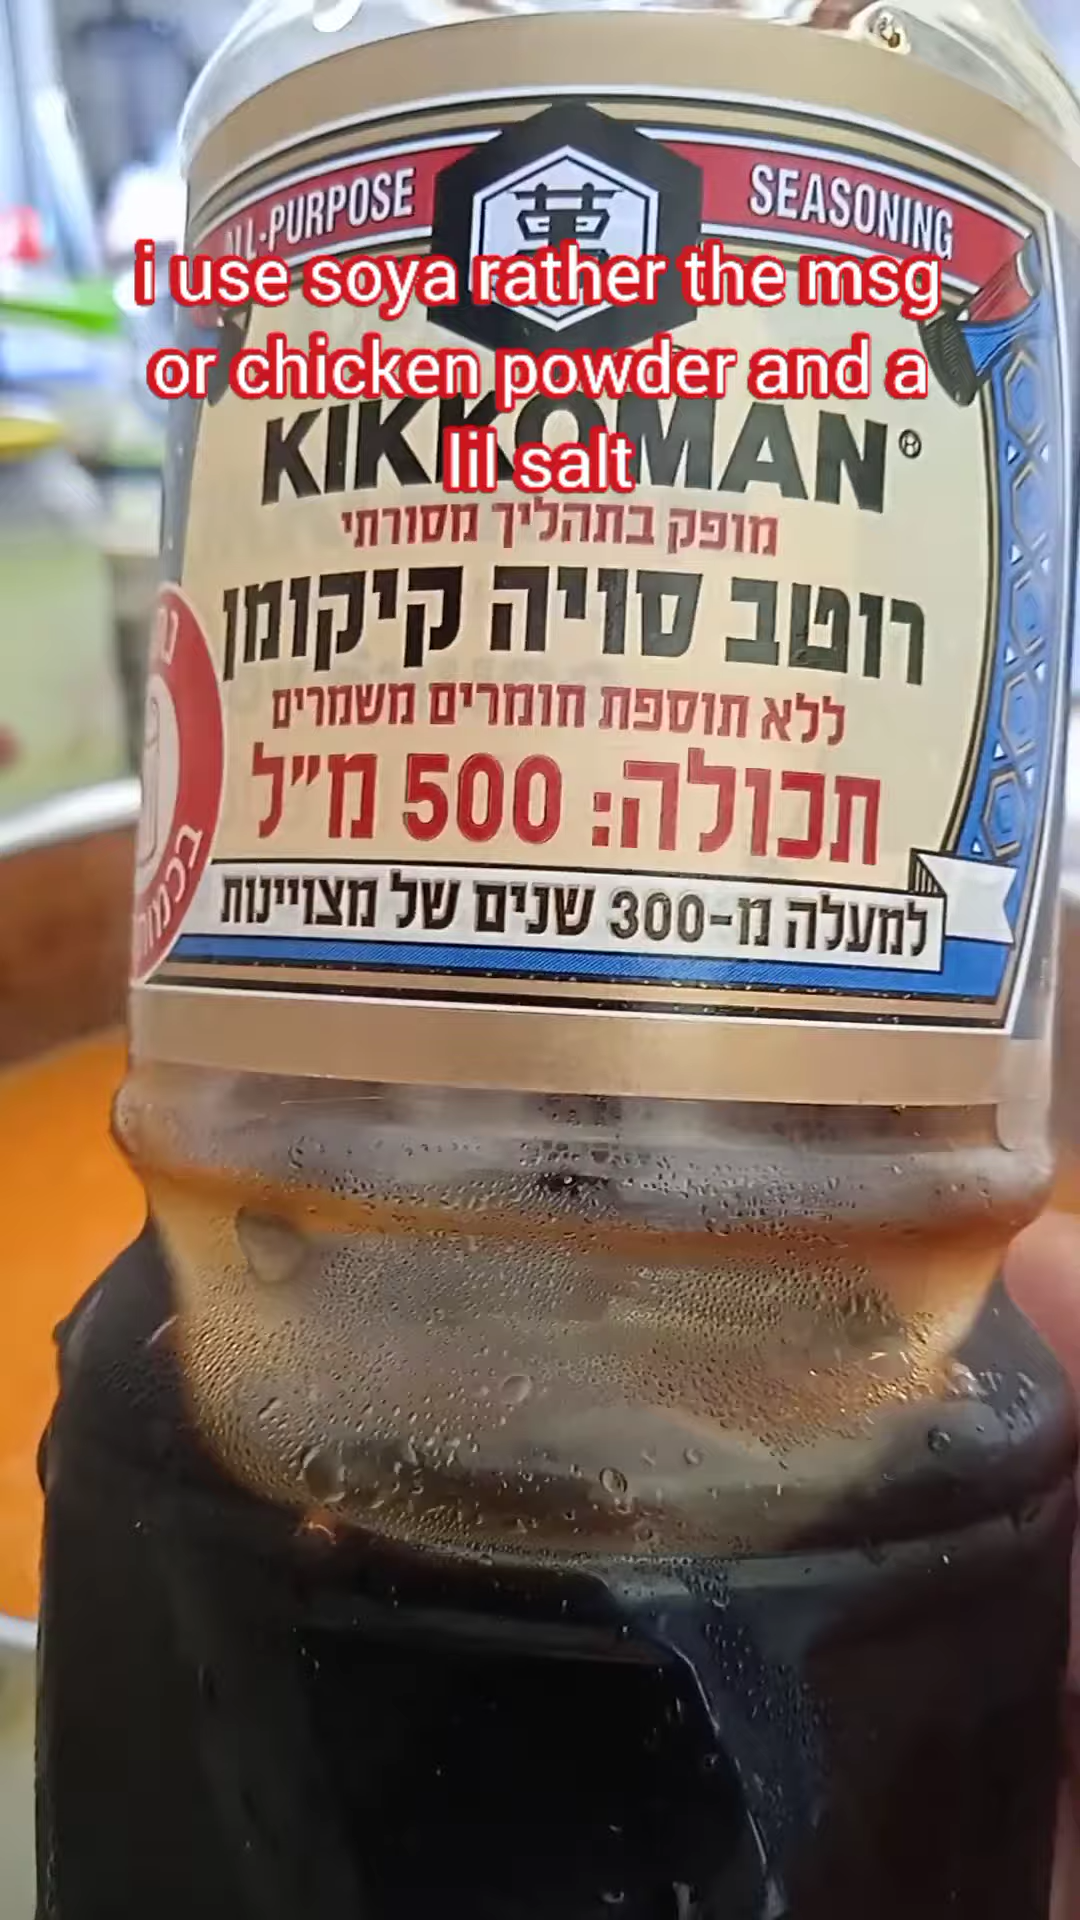 ALL-PURPOSE SEASONING
萬
i use soya rather the msg
or chicken powder and a
lil salt
KIKKOMAN®
מופק בתהליך מסורתי
רוטב סויה קיקומן
ללא תוספת חומרים משמרים
תכולה: 500 מ״ל
למעלה מ-300 שנים של מצויינות